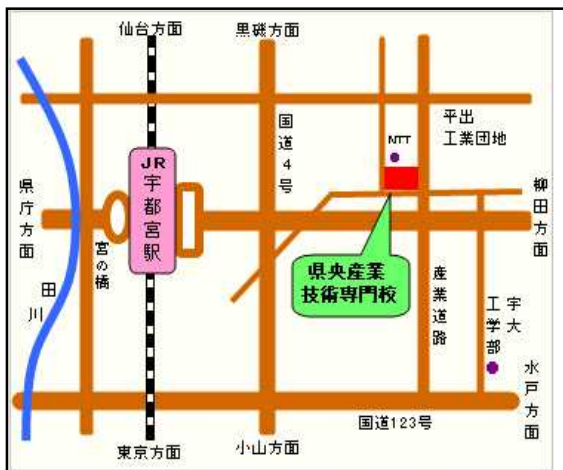 仙台方面
黒磯方面
平出
工業団地
NTT
国道4号
JR
宇都宮駅
県庁方面
柳田方面
宮の橋
田川
県央産業
技術専門校
産業道路
宇大
工学部
水戸方面
国道123号
東京方面
小山方面